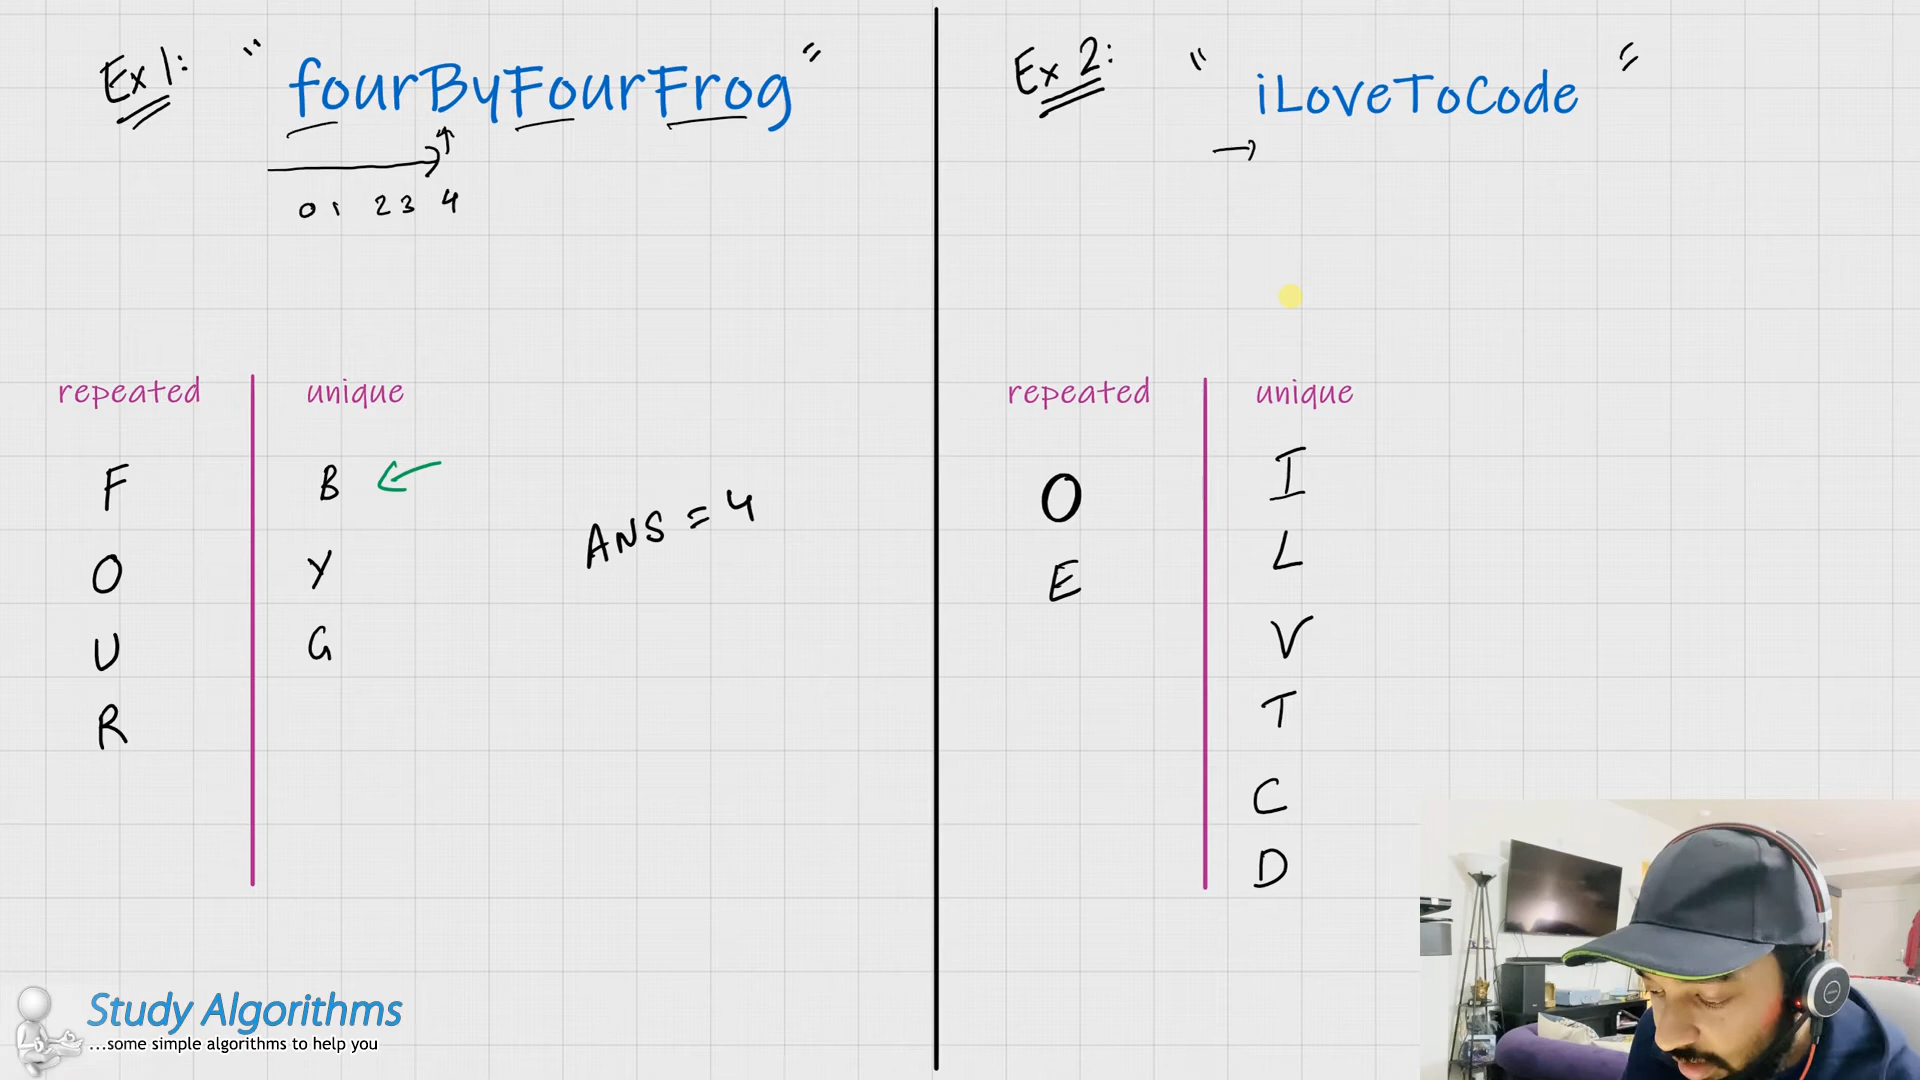 Ex 1: " fourByFourFrog "
0 1 2 3 4
repeated unique
F B
O Y
U G
R
ANS = 4
Ex 2: " iLoveToCode "
repeated unique
O I
E L
V
T
C
D
Study Algorithms
...some simple algorithms to help you